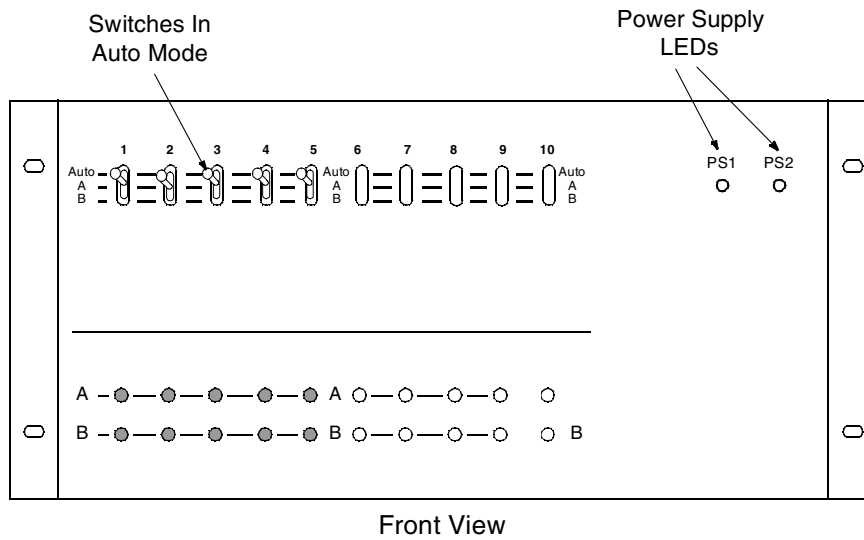 Switches In
Auto Mode
Power Supply
LEDs
1 2 3 4 5 6 7 8 9 10
PS1 PS2
Auto Auto Auto
A A A
B B B
A A
B B B
Front View